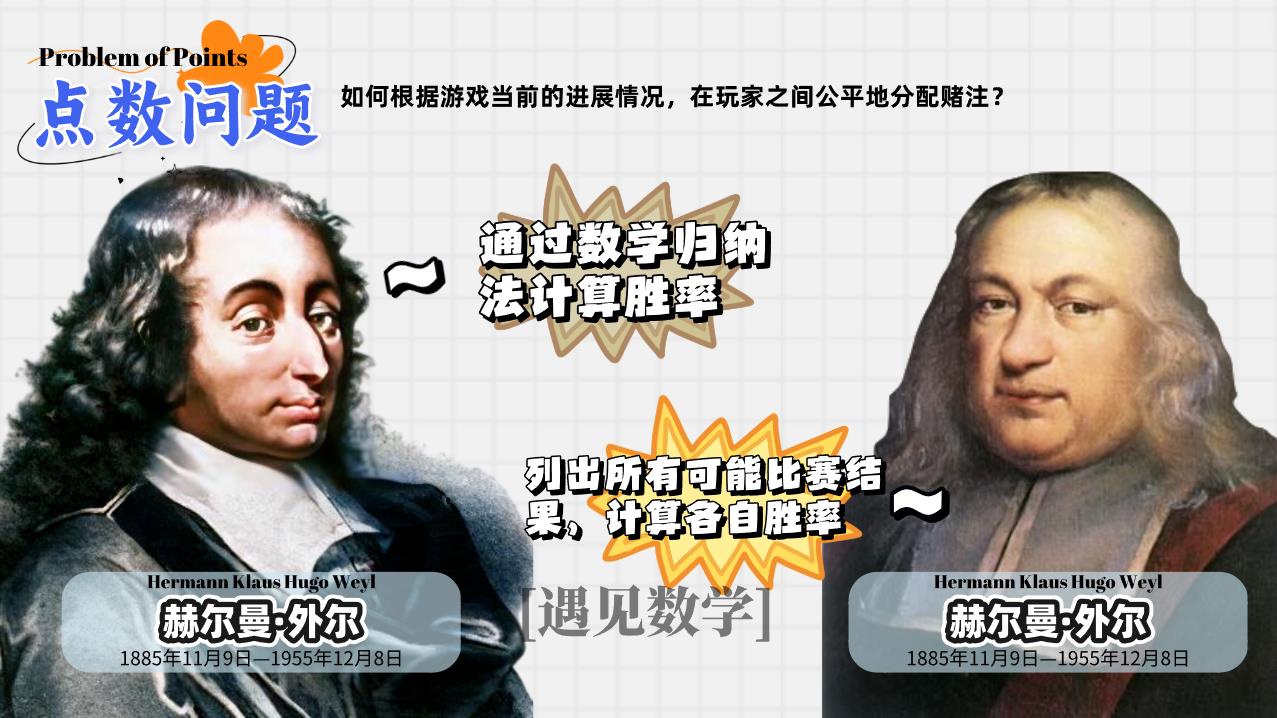 Problem of Points
点数问题
如何根据游戏当前的进展情况，在玩家之间公平地分配赌注？
通过数学归纳
法计算胜率
列出所有可能比赛结
果，计算各自胜率
[遇见数学]
Hermann Klaus Hugo Weyl
赫尔曼·外尔
1885年11月9日—1955年12月8日
Hermann Klaus Hugo Weyl
赫尔曼·外尔
1885年11月9日—1955年12月8日